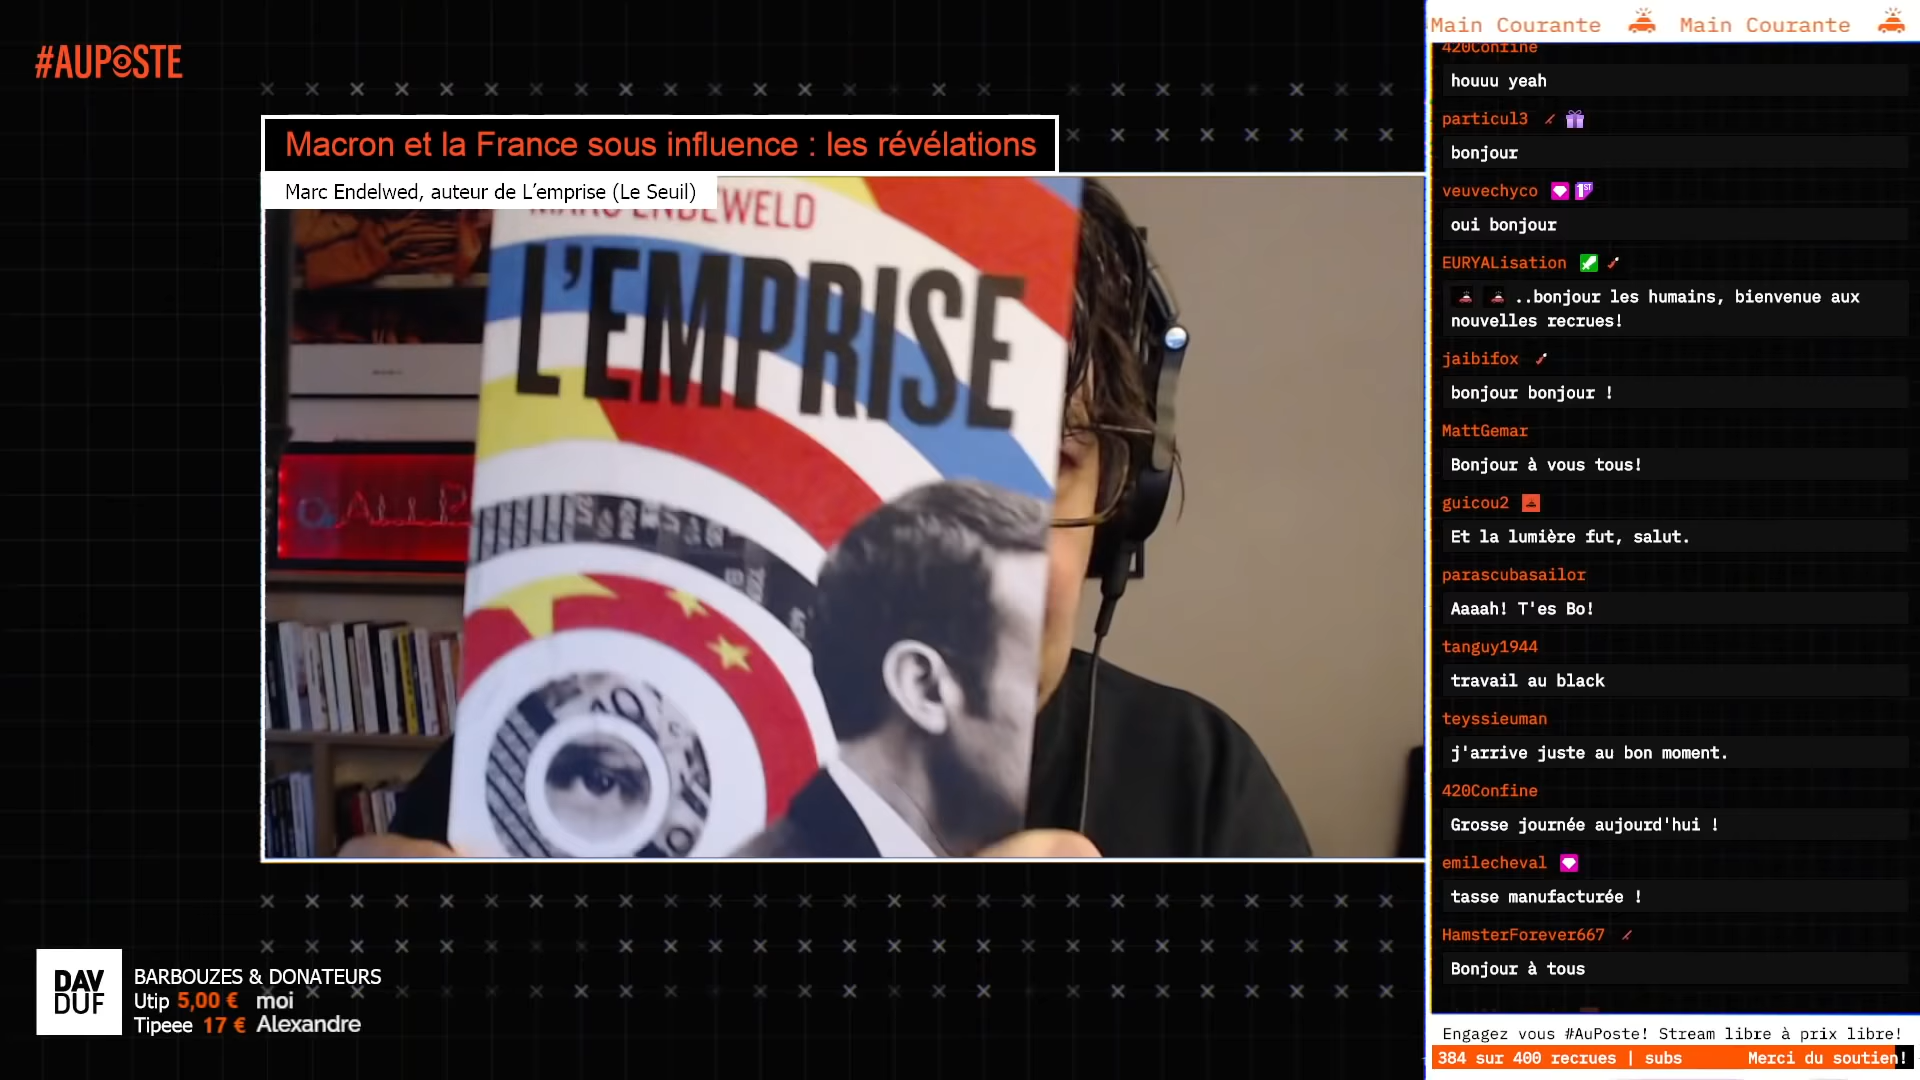 #AUPOSTE
Macron et la France sous influence : les révélations
Marc Endelwed, auteur de L'emprise (Le Seuil)
ENDEWELD
L'EMPRISE
BARBOUZES & DONATEURS
DAV
DUF
Utip 5,00 € moi
Tipeee 17 € Alexandre
Main Courante Main Courante
420Confine
houuu yeah
particul3
bonjour
veuvechyco 1ST
oui bonjour
EURYALisation
..bonjour les humains, bienvenue aux
nouvelles recrues!
jaibifox
bonjour bonjour !
MattGemar
Bonjour à vous tous!
guicou2
Et la lumière fut, salut.
parascubasailor
Aaaah! T'es Bo!
tanguy1944
travail au black
teyssieuman
j'arrive juste au bon moment.
420Confine
Grosse journée aujourd'hui !
emilecheval
tasse manufacturée !
HamsterForever667
Bonjour à tous
Engagez vous #AuPoste! Stream libre à prix libre!
384 sur 400 recrues | subs Merci du soutien!